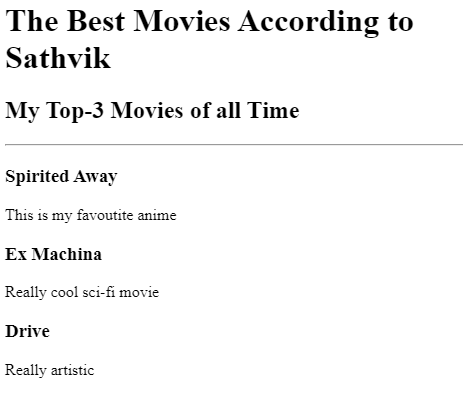 The Best Movies According to
Sathvik
My Top-3 Movies of all Time
Spirited Away
This is my favoutite anime
Ex Machina
Really cool sci-fi movie
Drive
Really artistic